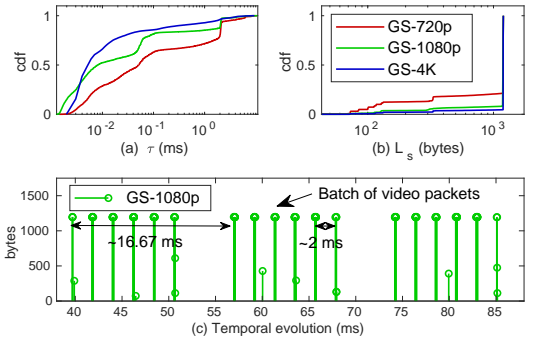 1
0.5
0
cdf
10^-2
10^-1
10^0
(a) τ (ms)
1
0.5
0
cdf
GS-720p
GS-1080p
GS-4K
10^2
10^3
(b) L_s (bytes)
1500
1000
500
0
bytes
GS-1080p
Batch of video packets
~16.67 ms
~2 ms
40
45
50
55
60
65
70
75
80
85
(c) Temporal evolution (ms)